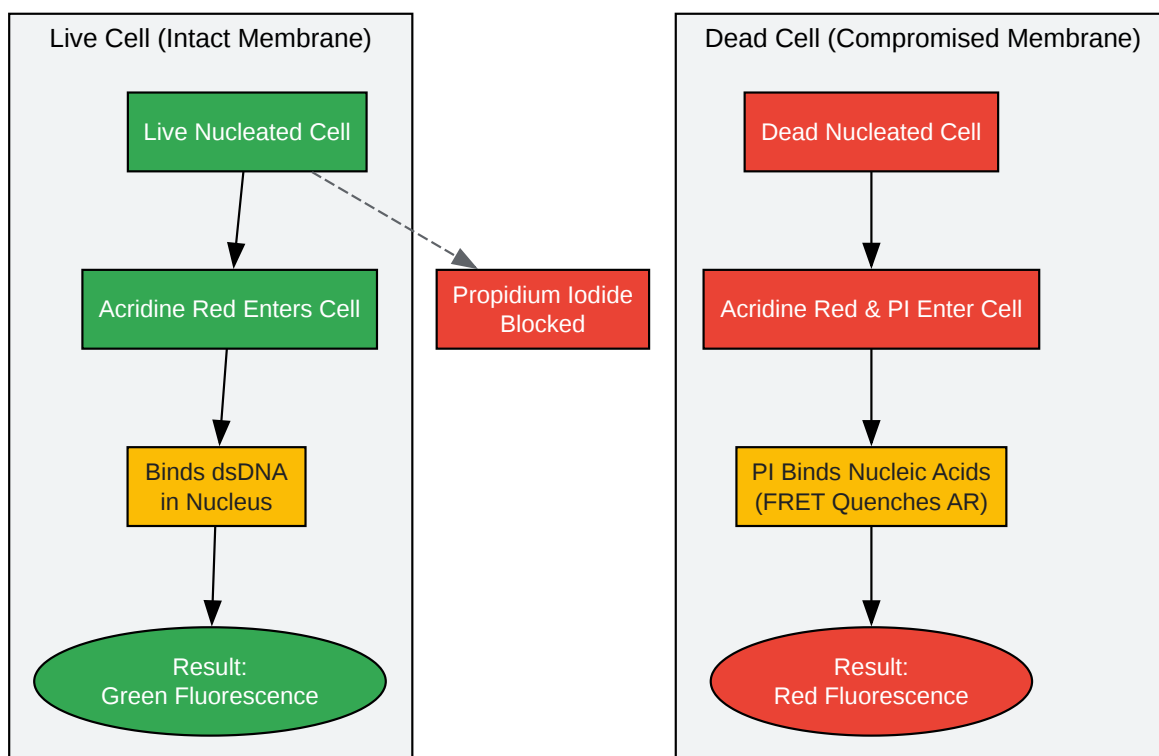 Live Cell (Intact Membrane)
Live Nucleated Cell
Acridine Red Enters Cell
Propidium Iodide
Blocked
Binds dsDNA
in Nucleus
Result:
Green Fluorescence
Dead Cell (Compromised Membrane)
Dead Nucleated Cell
Acridine Red & PI Enter Cell
PI Binds Nucleic Acids
(FRET Quenches AR)
Result:
Red Fluorescence